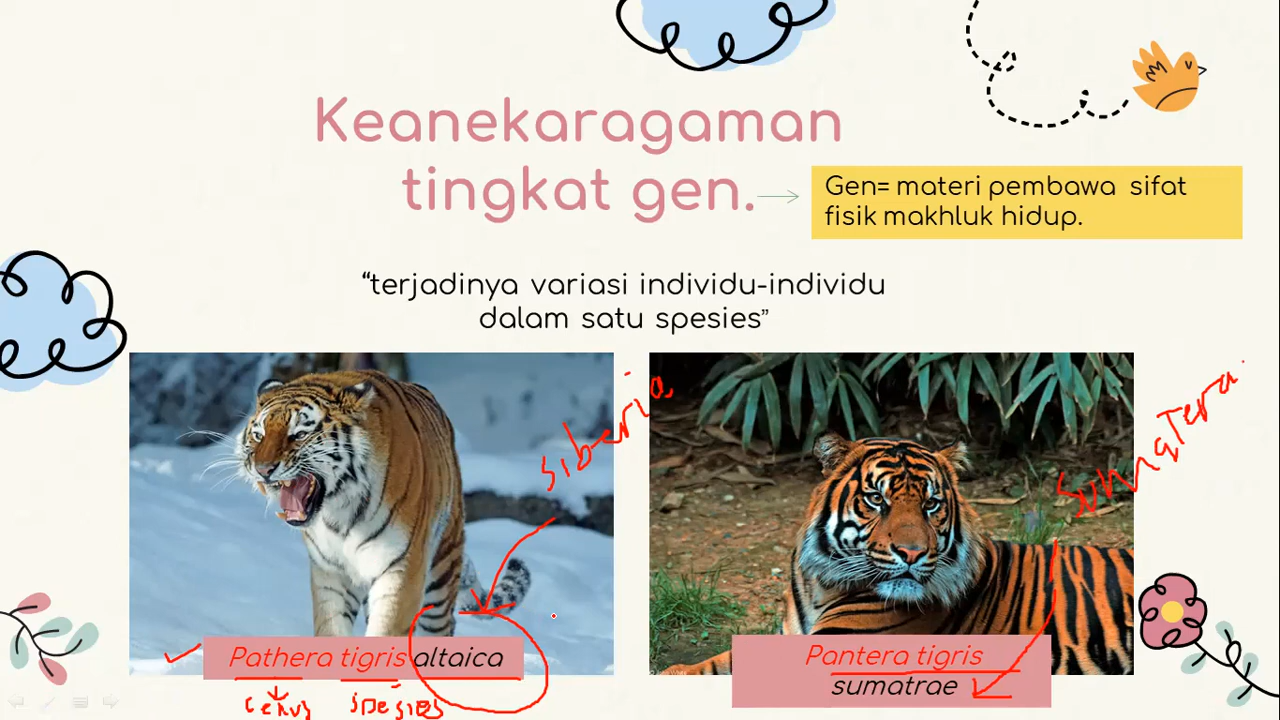 Keanekaragaman
tingkat gen.
Gen= materi pembawa sifat
fisik makhluk hidup.
“terjadinya variasi individu-individu
dalam satu spesies”
siberia
sumatera
Pathera tigris altaica
Pantera tigris
sumatrae
genus spesies